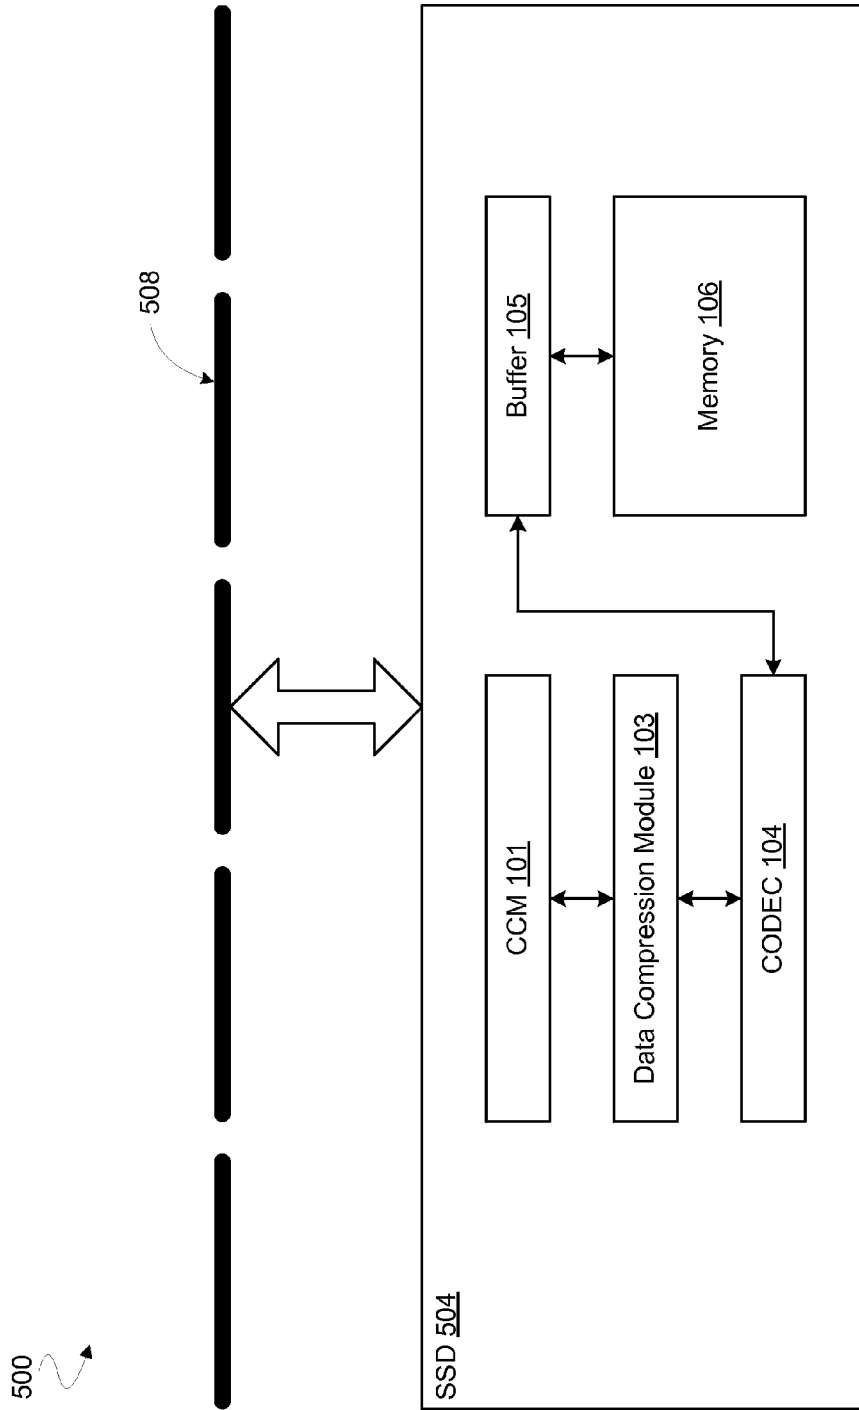 500
508
SSD 504
CCM 101
Data Compression Module 103
CODEC 104
Buffer 105
Memory 106